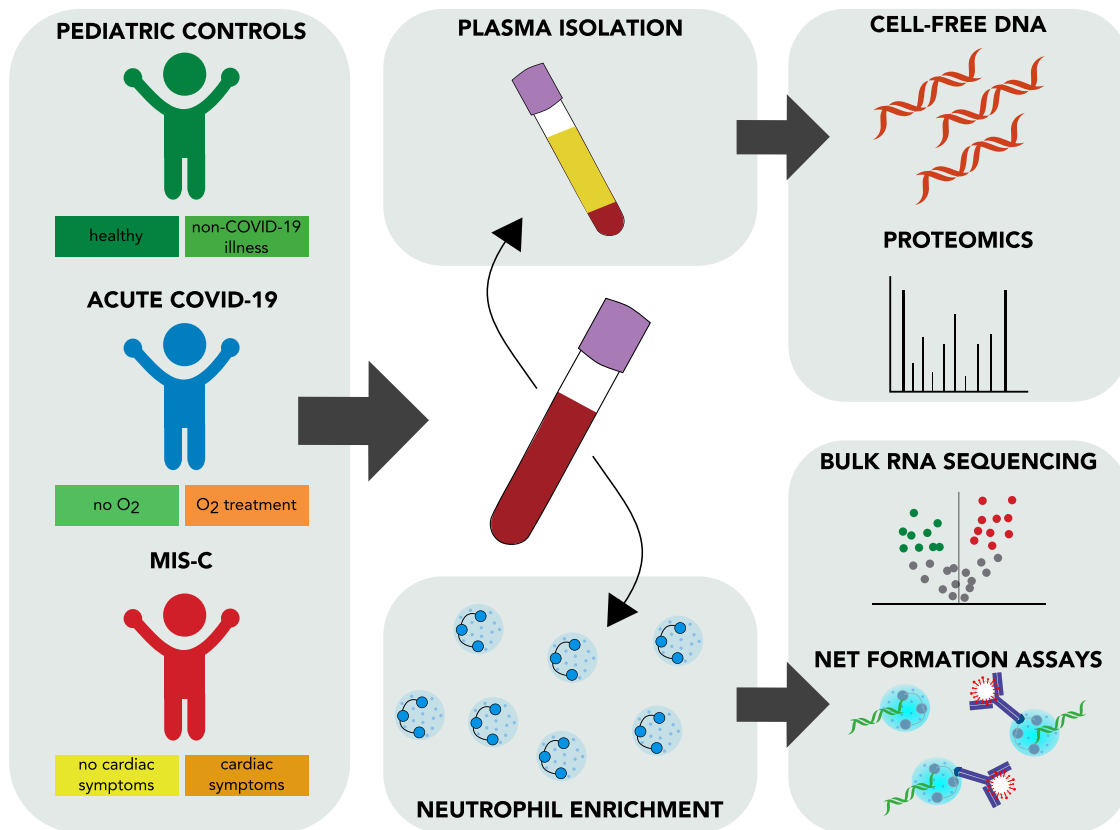 PEDIATRIC CONTROLS
healthy
non-COVID-19
illness
ACUTE COVID-19
no O2
O2 treatment
MIS-C
no cardiac
symptoms
cardiac
symptoms
PLASMA ISOLATION
NEUTROPHIL ENRICHMENT
CELL-FREE DNA
PROTEOMICS
BULK RNA SEQUENCING
NET FORMATION ASSAYS